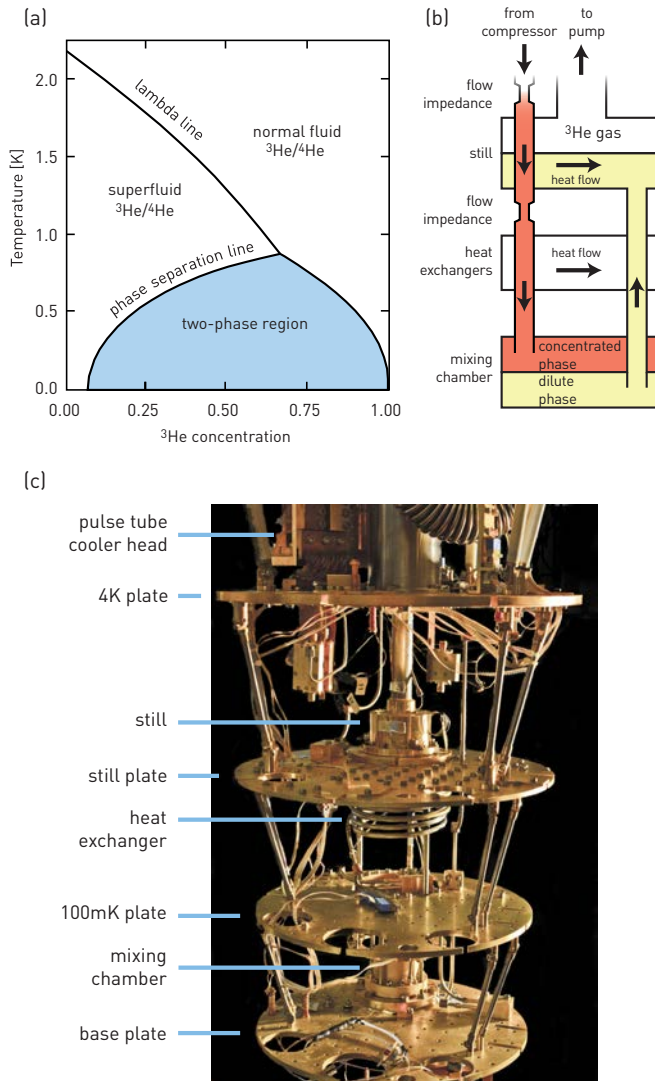 (a)
Temperature [K]
2.0
1.5
1.0
0.5
0.0
lambda line
normal fluid
³He/⁴He
superfluid
³He/⁴He
phase separation line
two-phase region
0.00
0.25
0.50
0.75
1.00
³He concentration
(b)
from
compressor
to
pump
flow
impedance
³He gas
still
heat flow
flow
impedance
heat
exchangers
heat flow
mixing
chamber
concentrated
phase
dilute
phase
(c)
pulse tube
cooler head
4K plate
still
still plate
heat
exchanger
100mK plate
mixing
chamber
base plate